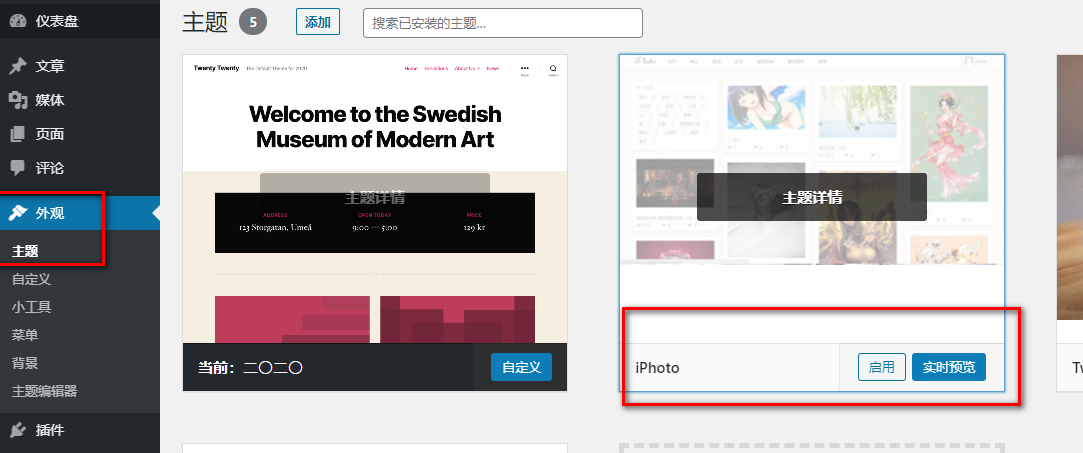 仪表盘
文章
媒体
页面
评论
外观
主题
自定义
小工具
菜单
背景
主题编辑器
插件
主题 5 添加 搜索已安装的主题...
Twenty Twenty The Default Theme for 2020 Home Exhibitions About Us News
Welcome to the Swedish
Museum of Modern Art
主题详情
ADDRESS OPEN TODAY PRICE
123 Storgatan, Umeå 9:00 — 5:00 129 kr
当前：二〇二〇 自定义
主题详情
iPhoto 启用 实时预览
Tw